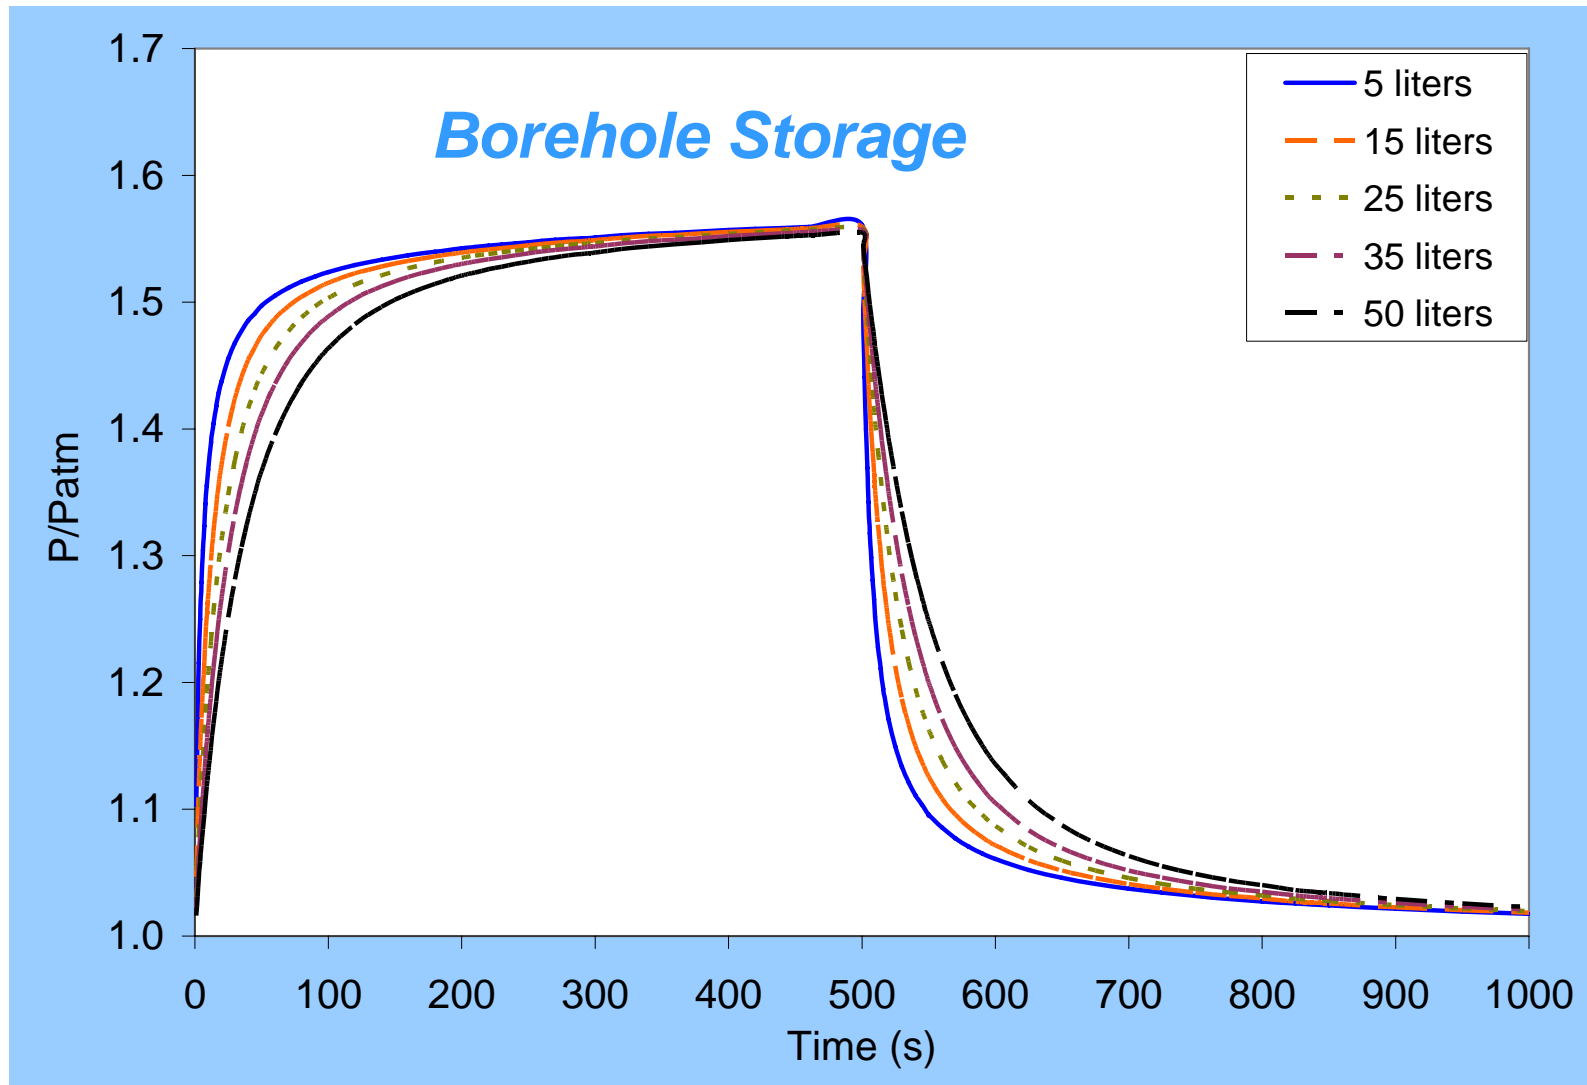 Borehole Storage
5 liters
15 liters
25 liters
35 liters
50 liters
P/Patm
1.7
1.6
1.5
1.4
1.3
1.2
1.1
1.0
0 100 200 300 400 500 600 700 800 900 1000
Time (s)